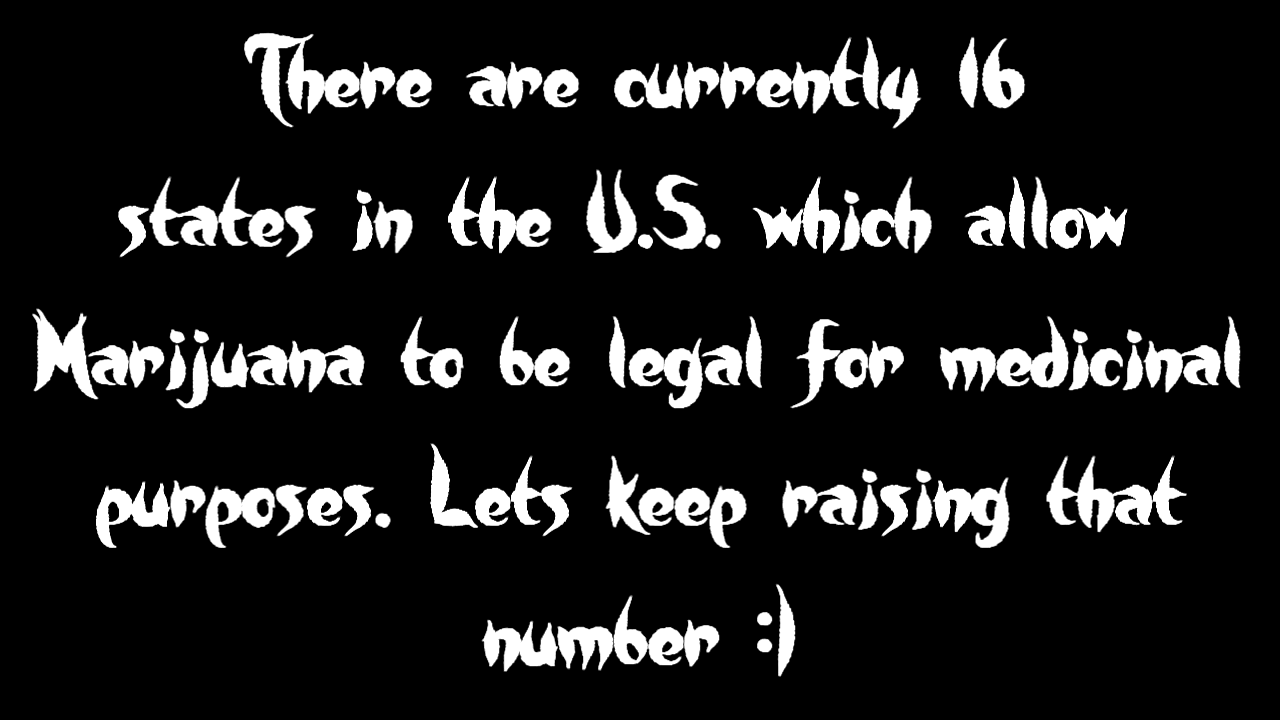 There are currently 16
states in the U.S. which allow
Marijuana to be legal for medicinal
purposes. Lets keep raising that
number :)